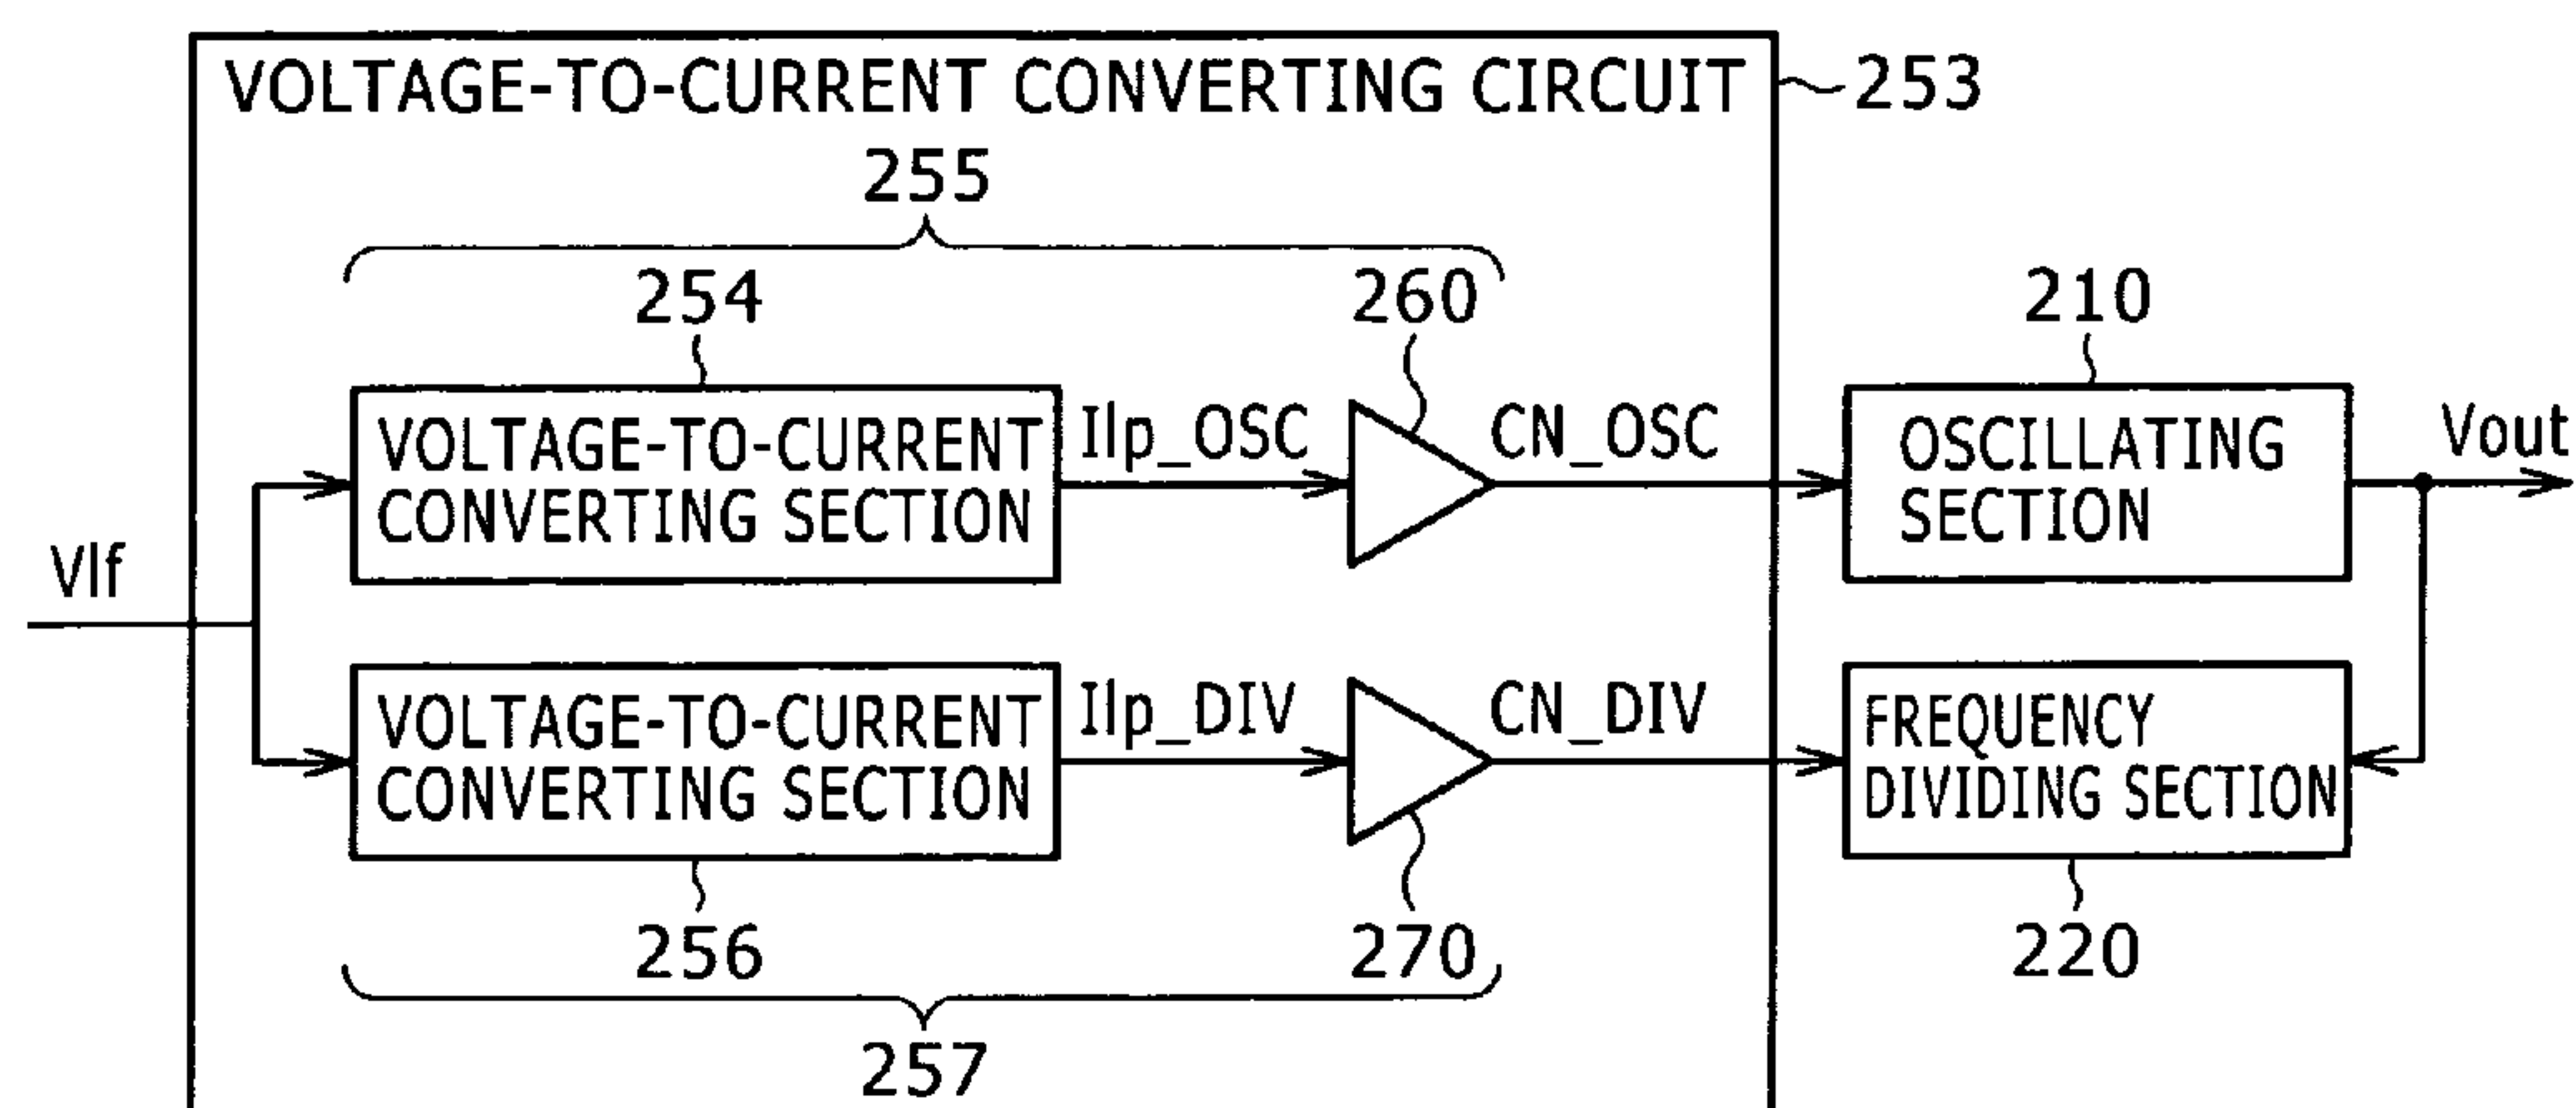 VOLTAGE-TO-CURRENT CONVERTING CIRCUIT
253
255
254
260
210
VOLTAGE-TO-CURRENT
CONVERTING SECTION
Ilp_OSC
CN_OSC
OSCILLATING
SECTION
Vout
Vlf
VOLTAGE-TO-CURRENT
CONVERTING SECTION
Ilp_DIV
CN_DIV
FREQUENCY
DIVIDING SECTION
256
270
220
257